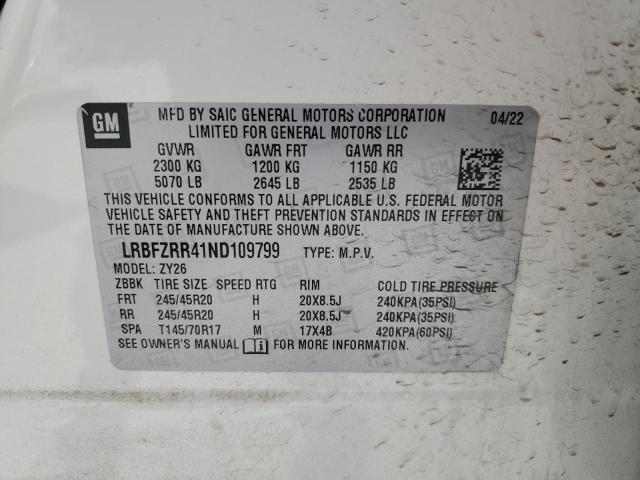 GM
MFD BY SAIC GENERAL MOTORS CORPORATION 04/22
LIMITED FOR GENERAL MOTORS LLC
GVWR GAWR FRT GAWR RR
2300 KG 1200 KG 1150 KG
5070 LB 2645 LB 2535 LB
THIS VEHICLE CONFORMS TO ALL APPLICABLE U.S. FEDERAL MOTOR
VEHICLE SAFETY AND THEFT PREVENTION STANDARDS IN EFFECT ON
THE DATE OF MANUFACTURE SHOWN ABOVE.
LRBFZRR41ND109799 TYPE: M.P.V.
MODEL: ZY26
ZBBK TIRE SIZE SPEED RTG RIM COLD TIRE PRESSURE
FRT 245/45R20 H 20X8.5J 240KPA(35PSI)
RR 245/45R20 H 20X8.5J 240KPA(35PSI)
SPA T145/70R17 M 17X4B 420KPA(60PSI)
SEE OWNER'S MANUAL i FOR MORE INFORMATION.